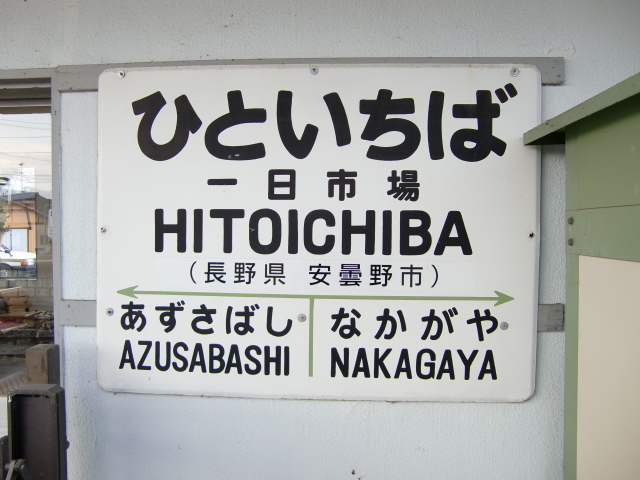 ひといちば
一日市場
HITOICHIBA
(長野県 安曇野市)
あずさばし なかがや
AZUSABASHI NAKAGAYA